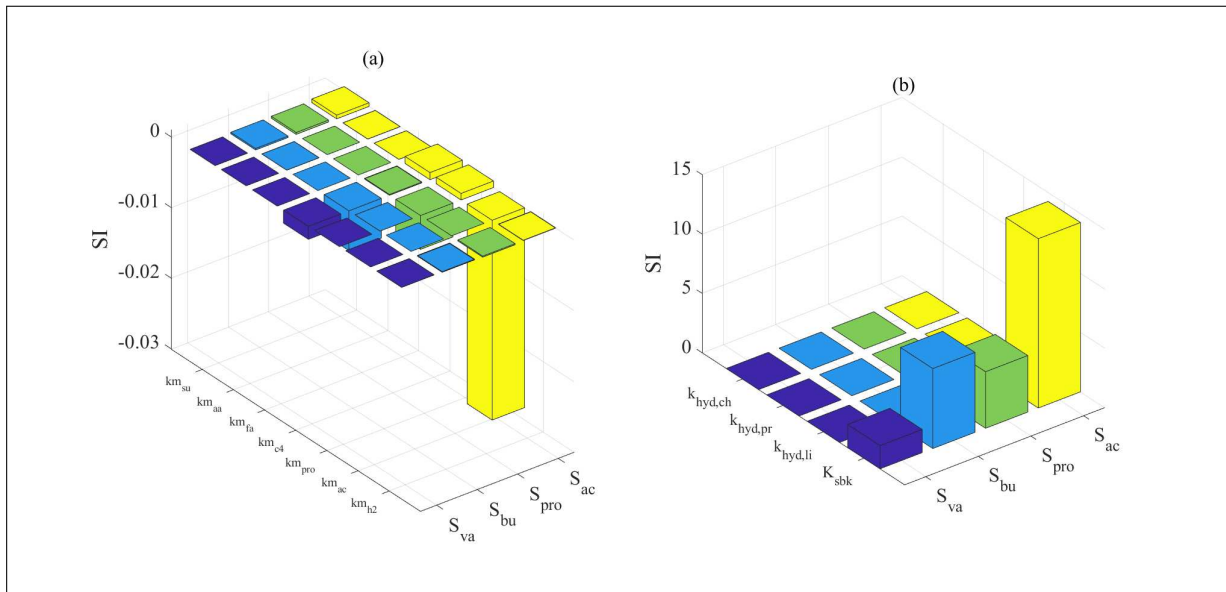 (a)
SI
0
-0.01
-0.02
-0.03
km_su
km_aa
km_fa
km_c4
km_pro
km_ac
km_h2
S_va
S_bu
S_pro
S_ac
(b)
SI
15
10
5
0
k_hyd,ch
k_hyd,pr
k_hyd,li
K_sbk
S_va
S_bu
S_pro
S_ac